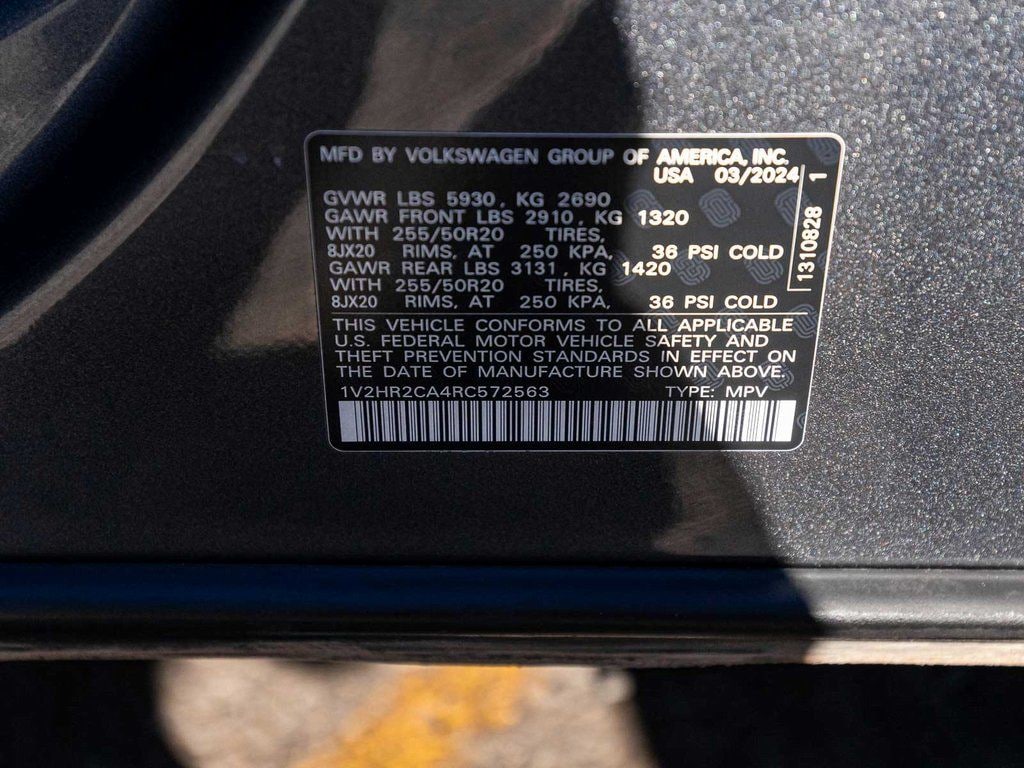 MFD BY VOLKSWAGEN GROUP OF AMERICA, INC.
USA 03/2024
GVWR LBS 5930, KG 2690
GAWR FRONT LBS 2910, KG 1320
WITH 255/50R20 TIRES,
8JX20 RIMS, AT 250 KPA, 36 PSI COLD
GAWR REAR LBS 3131, KG 1420
WITH 255/50R20 TIRES,
8JX20 RIMS, AT 250 KPA, 36 PSI COLD
THIS VEHICLE CONFORMS TO ALL APPLICABLE
U.S. FEDERAL MOTOR VEHICLE SAFETY AND
THEFT PREVENTION STANDARDS IN EFFECT ON
THE DATE OF MANUFACTURE SHOWN ABOVE.
1V2HR2CA4RC572563 TYPE: MPV
1310828 1